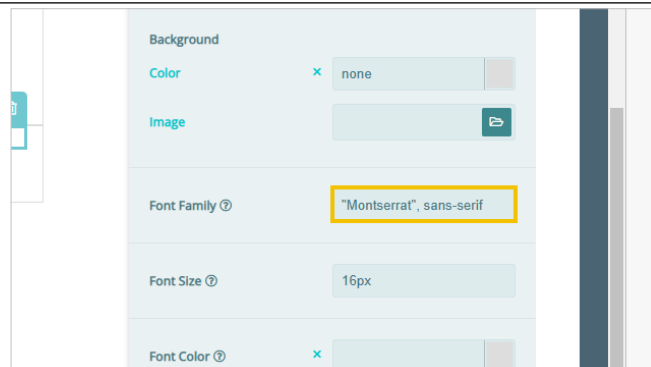 Background
Color × none
Image
Font Family ? "Montserrat", sans-serif
Font Size ? 16px
Font Color ? ×